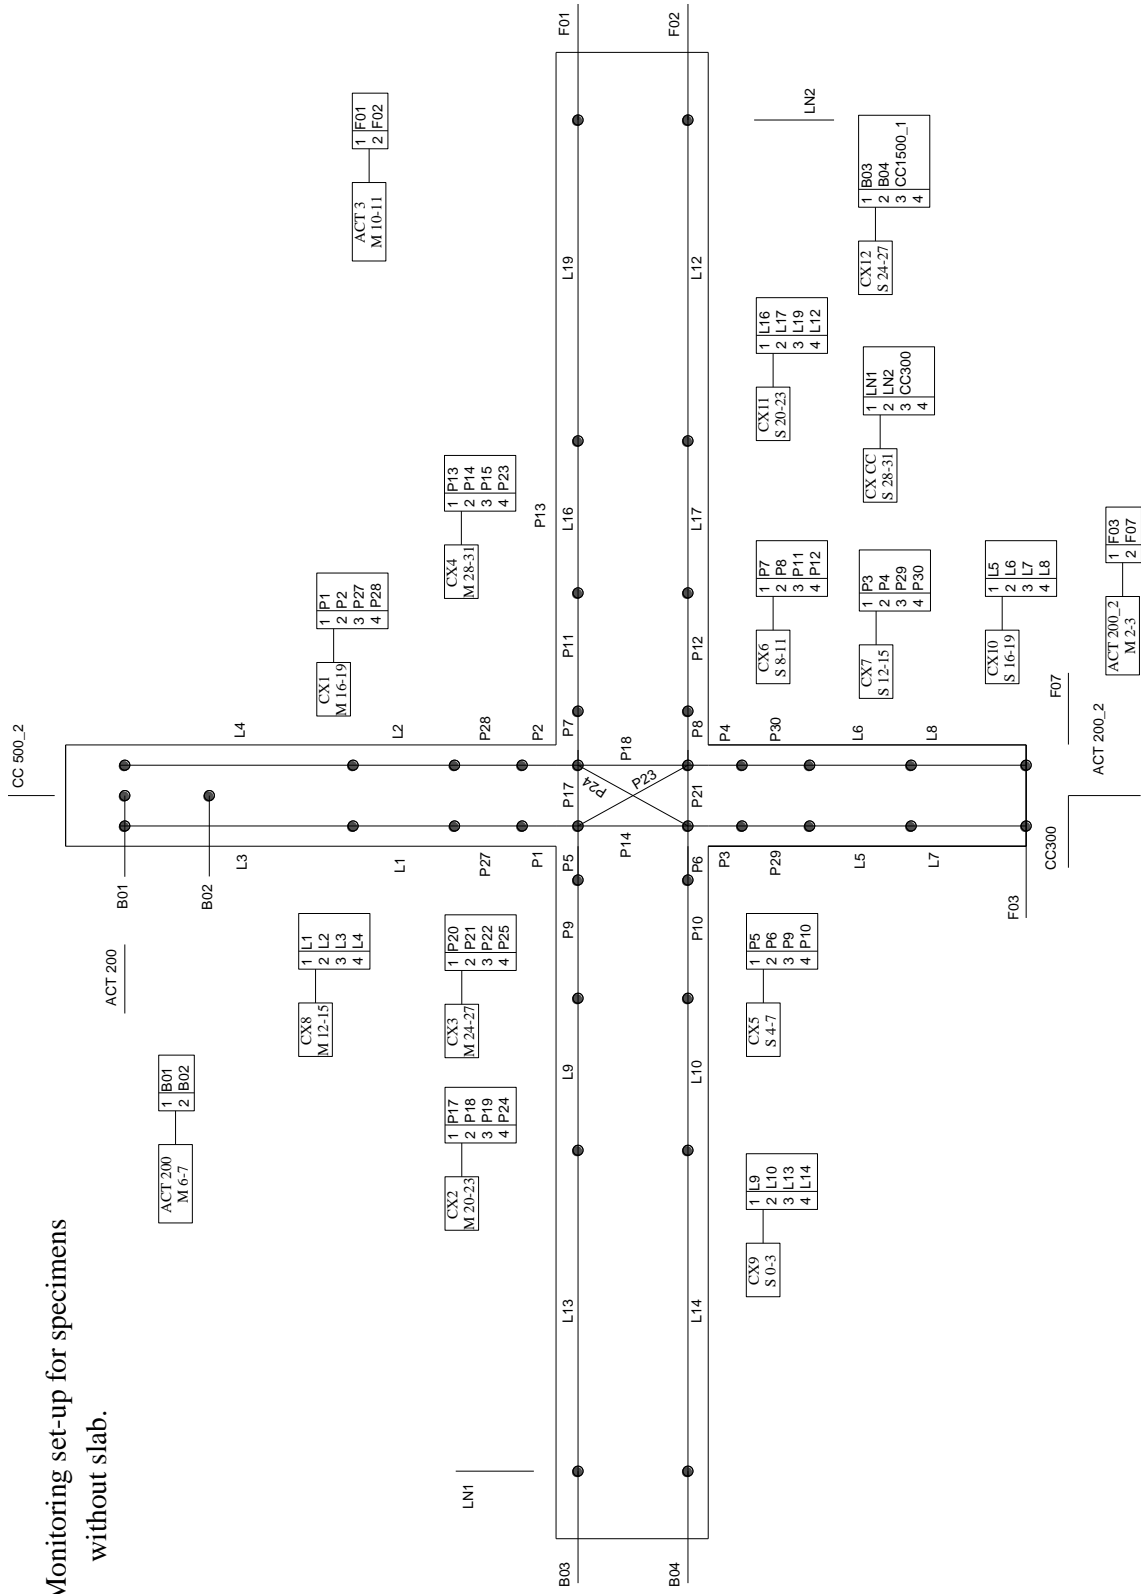 Monitoring set-up for specimens
without slab.
CC 500_2
F01
F02
1 F01
2 F02
ACT 3
M 10-11
LN2
1 B03
2 B04
3 CC1500_1
4
CX12
S 24-27
L19
L12
1 L16
2 L17
3 L19
4 L12
CX11
S 20-23
1 LN1
2 LN2
3 CC300
4
CX CC
S 28-31
1 P13
2 P14
3 P15
4 P23
CX4
M 28-31
P13
L16
L17
1 P1
2 P2
3 P27
4 P28
CX1
M 16-19
P11
P12
1 P7
2 P8
3 P11
4 P12
CX6
S 8-11
1 P3
2 P4
3 P29
4 P30
CX7
S 12-15
1 L5
2 L6
3 L7
4 L8
CX10
S 16-19
1 F03
2 F07
ACT 200_2
M 2-3
F07
ACT 200_2
L4
L2
P28
P2
P7
P18
P8
P4
P30
L6
L8
P17
P24
P23
P21
B01
B02
L3
L1
P27
P1
P5
P14
P6
P3
P29
L5
L7
CC300
F03
ACT 200
1 B01
2 B02
ACT 200
M 6-7
1 L1
2 L2
3 L3
4 L4
CX8
M 12-15
1 P20
2 P21
3 P22
4 P25
CX3
M 24-27
P9
P10
1 P5
2 P6
3 P9
4 P10
CX5
S 4-7
1 P17
2 P18
3 P19
4 P24
CX2
M 20-23
L9
L10
1 L9
2 L10
3 L13
4 L14
CX9
S 0-3
L13
L14
LN1
B03
B04